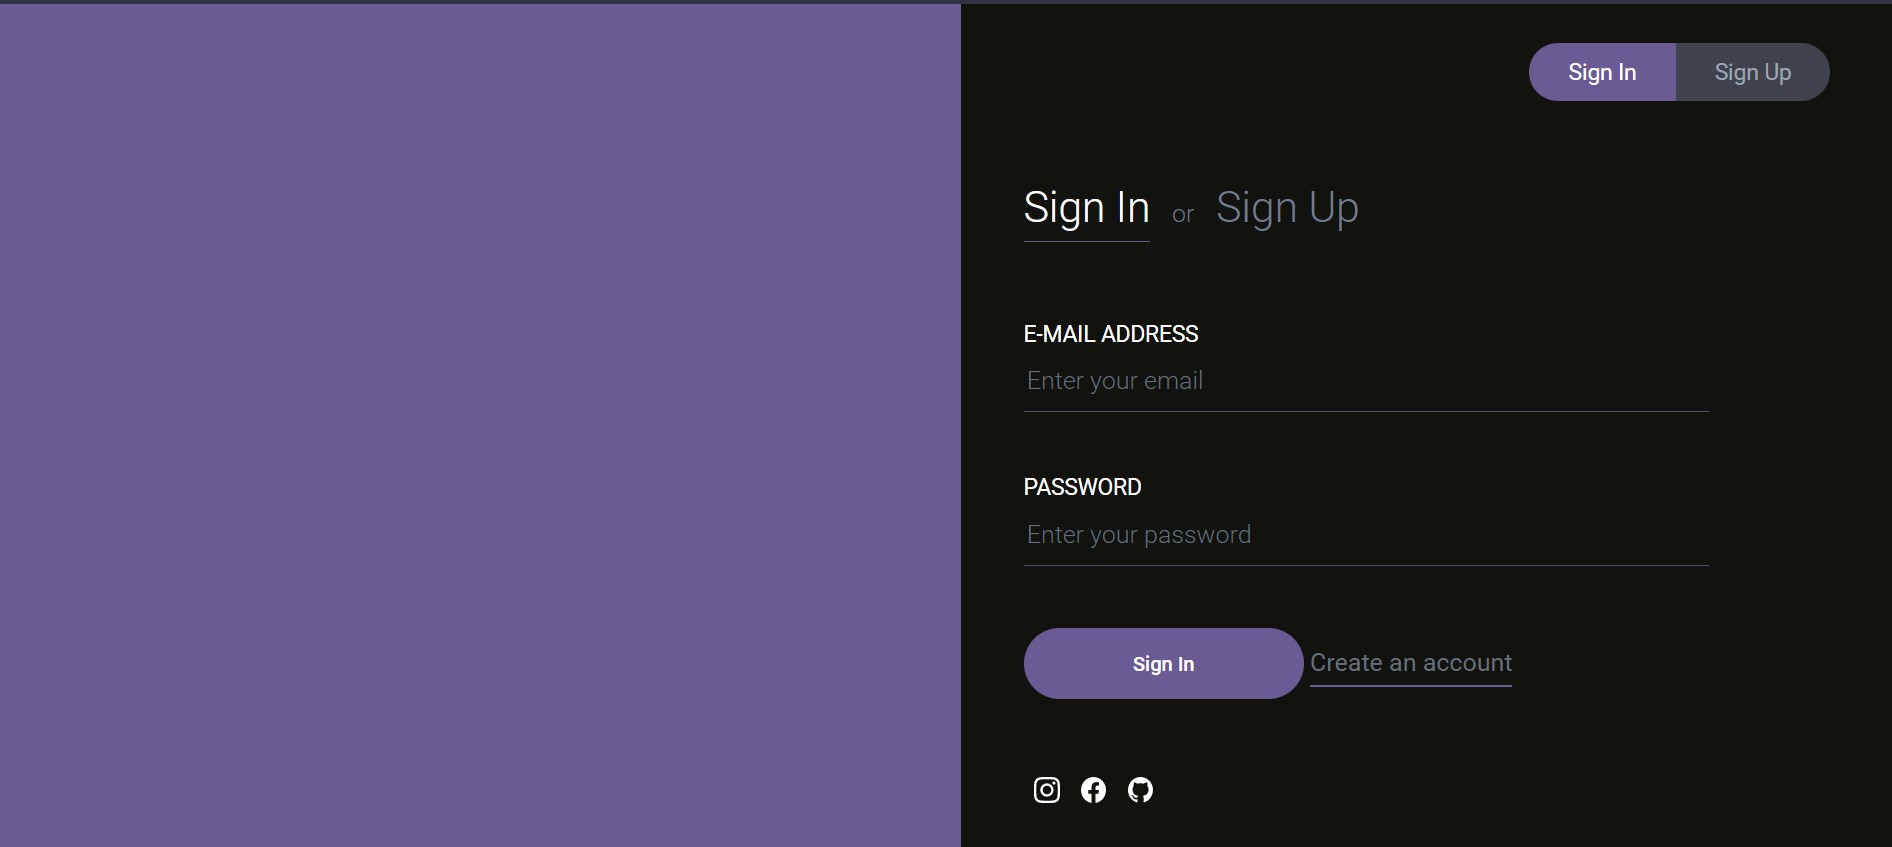 Sign In Sign Up
Sign In or Sign Up
E-MAIL ADDRESS
Enter your email
PASSWORD
Enter your password
Sign In Create an account